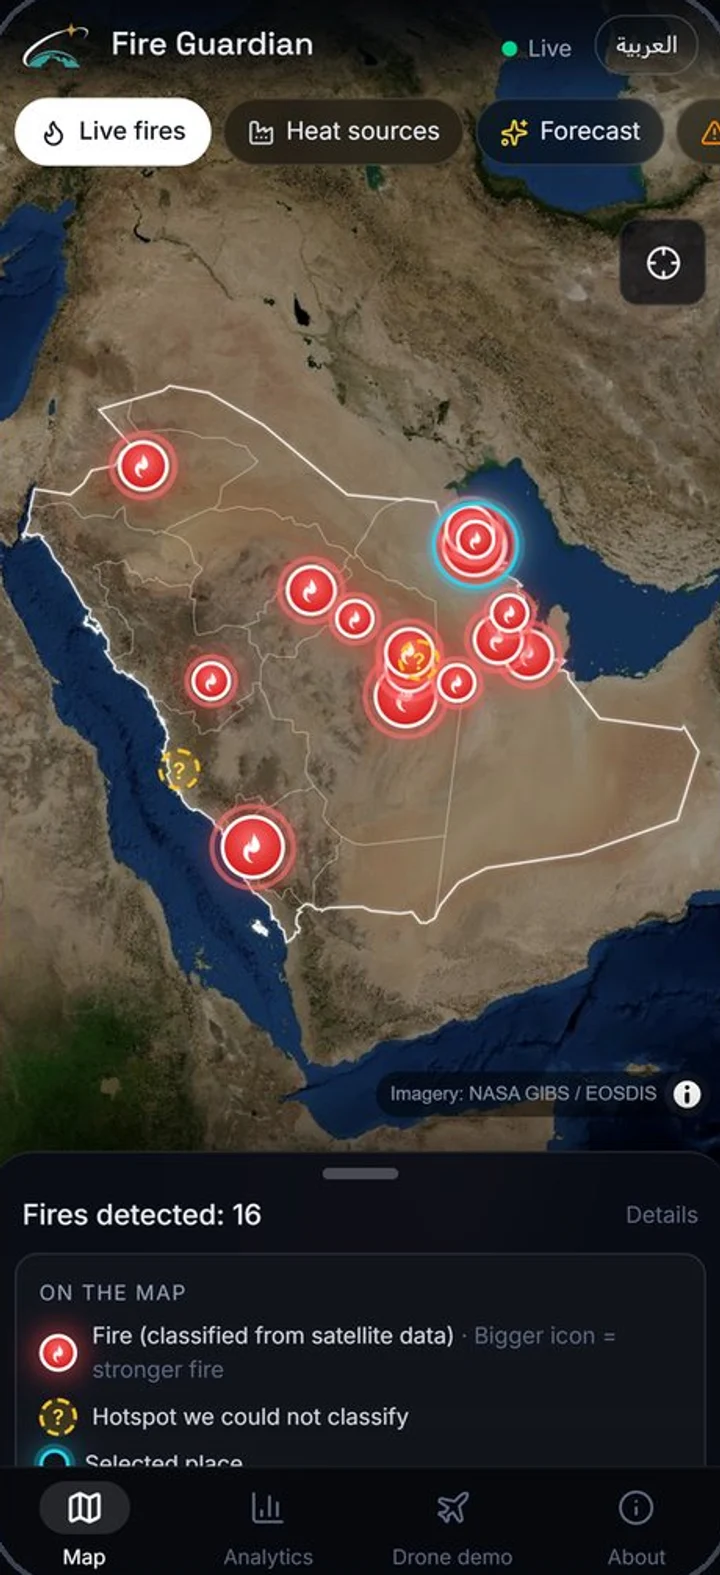 Fire Guardian
Live
العربية
Live fires
Heat sources
Forecast
?
?
Imagery: NASA GIBS / EOSDIS
Fires detected: 16
Details
ON THE MAP
Fire (classified from satellite data) · Bigger icon =
stronger fire
? Hotspot we could not classify
Selected place
Map
Analytics
Drone demo
About